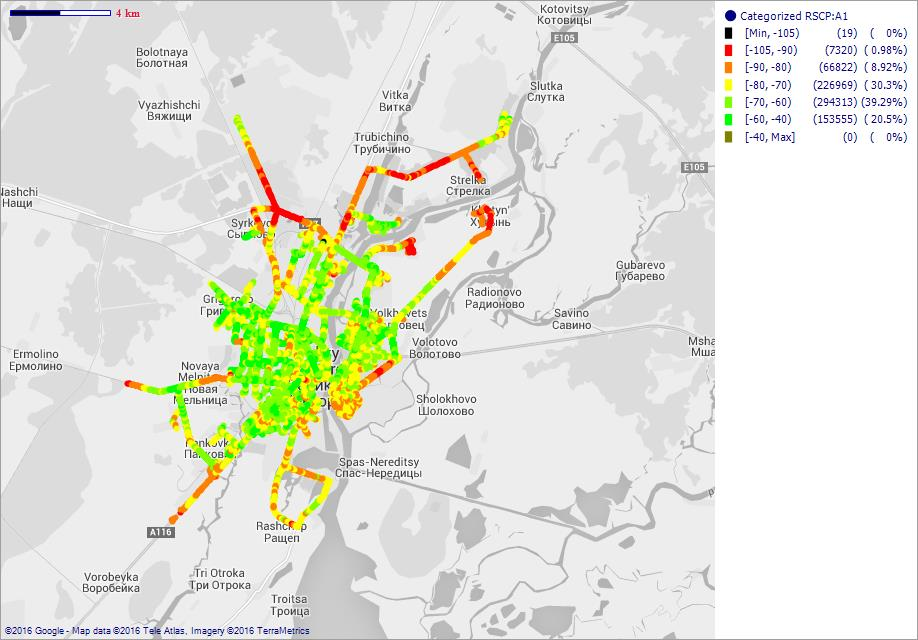 4 km
Kotovitsy
Котовицы
E105
Bolotnaya
Болотная
Slutka
Слутка
Vyazhishchi
Вяжищи
Vitka
Витка
Trubichino
Трубичино
E105
Strelka
Стрелка
Нащи
Radionovo
Радионово
Gubarevo
Губарево
Savino
Савино
Volotovo
Волотово
Ermolino
Ермолино
Novaya
Мельница
Sholokhovo
Шолохово
Spas-Nereditsy
Спас-Нередицы
A116
Ращеп
Vorobeyka
Воробейка
Tri Otroka
Три Отрока
Troitsa
Троица
©2016 Google - Map data ©2016 Tele Atlas, Imagery ©2016 TerraMetrics
Categorized RSCP:A1
[Min, -105) (19) ( 0%)
[-105, -90) (7320) ( 0.98%)
[-90, -80) (66822) ( 8.92%)
[-80, -70) (226969) ( 30.3%)
[-70, -60) (294313) (39.29%)
[-60, -40) (153555) ( 20.5%)
[-40, Max] (0) ( 0%)